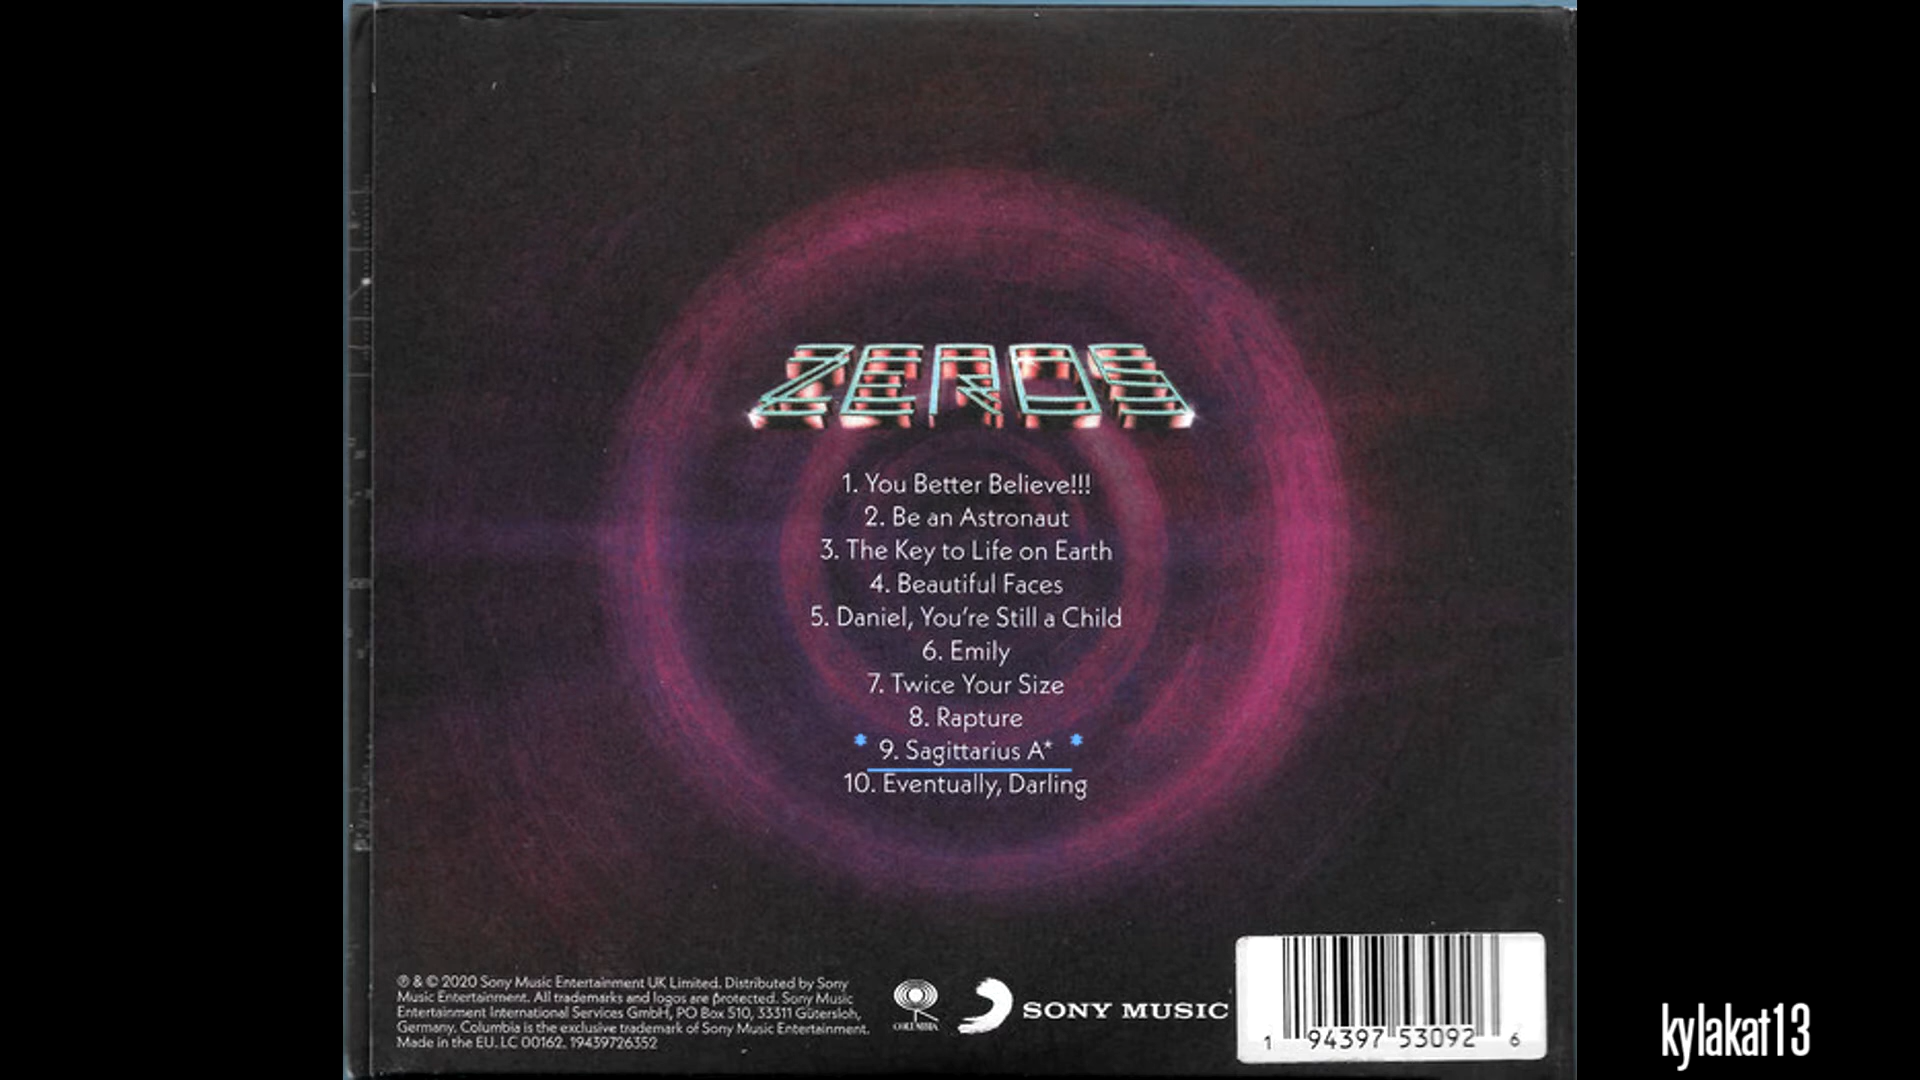 ZEROS
1. You Better Believe!!!
2. Be an Astronaut
3. The Key to Life on Earth
4. Beautiful Faces
5. Daniel, You're Still a Child
6. Emily
7. Twice Your Size
8. Rapture
9. Sagittarius A*
10. Eventually, Darling
℗ & © 2020 Sony Music Entertainment UK Limited. Distributed by Sony
Music Entertainment. All trademarks and logos are protected. Sony Music
Entertainment International Services GmbH, PO Box 510, 33311 Gütersloh,
Germany. Columbia is the exclusive trademark of Sony Music Entertainment.
Made in the EU. LC 00162. 19439726352
COLUMBIA
SONY MUSIC
1 94397 53092 6
kylakat13